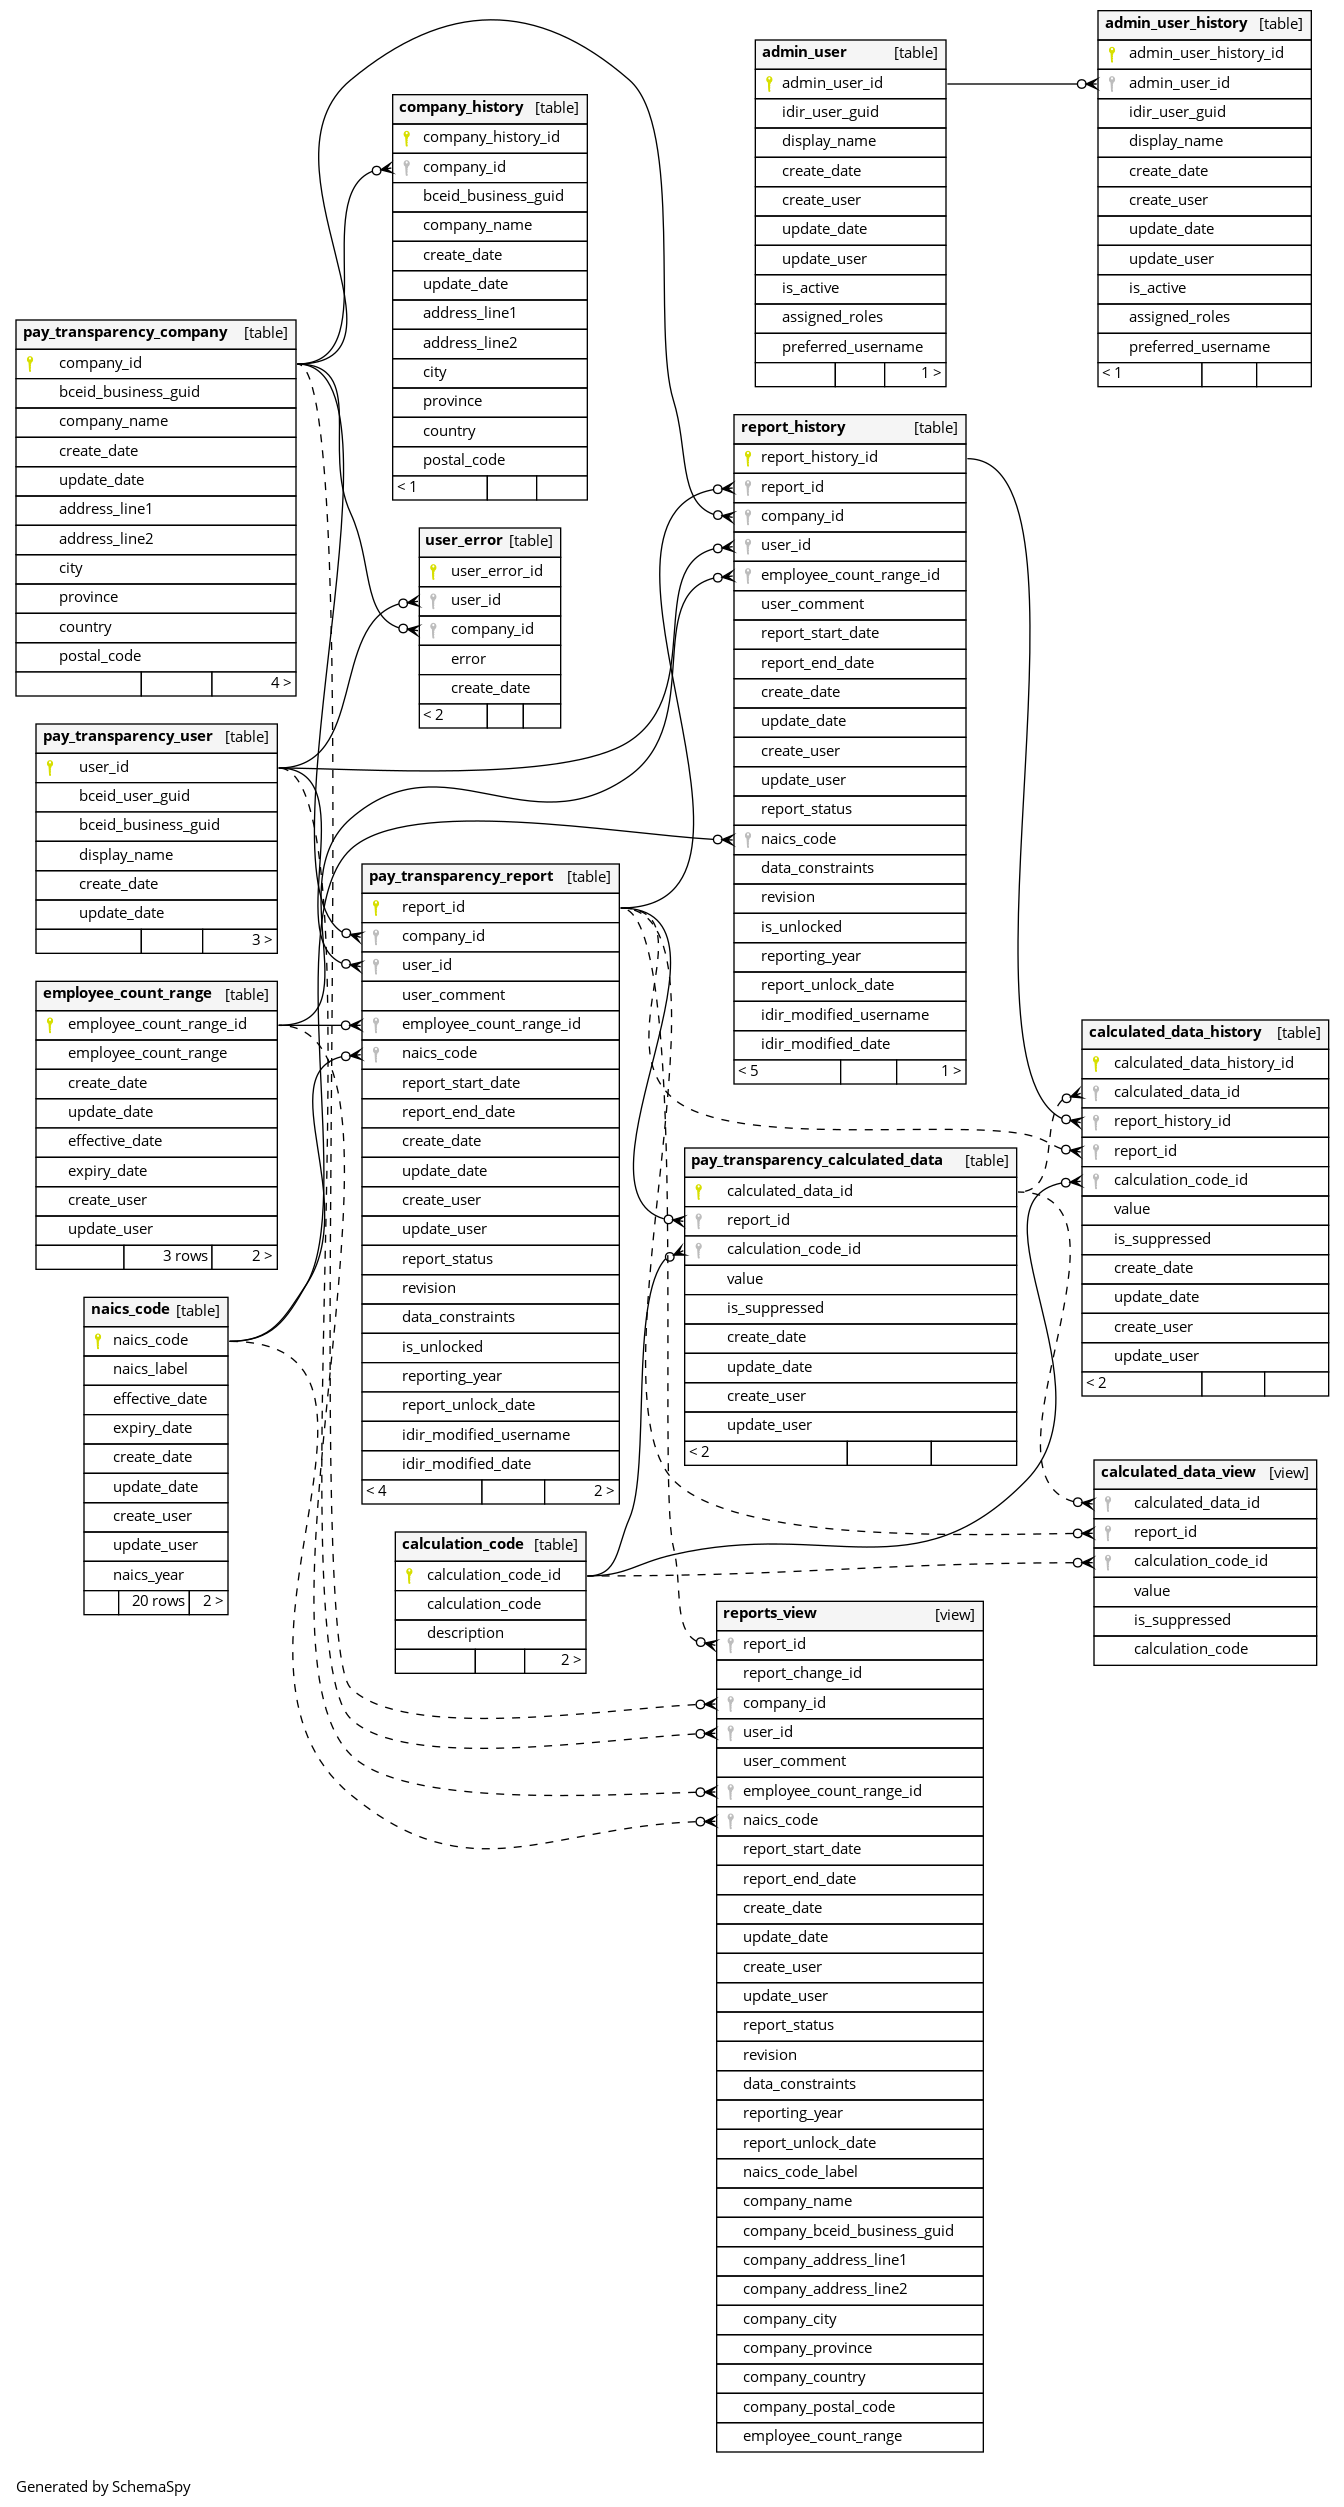 admin_user [table]
admin_user_id
idir_user_guid
display_name
create_date
create_user
update_date
update_user
is_active
assigned_roles
preferred_username
1 >
admin_user_history [table]
admin_user_history_id
admin_user_id
idir_user_guid
display_name
create_date
create_user
update_date
update_user
is_active
assigned_roles
preferred_username
< 1
company_history [table]
company_history_id
company_id
bceid_business_guid
company_name
create_date
update_date
address_line1
address_line2
city
province
country
postal_code
< 1
pay_transparency_company [table]
company_id
bceid_business_guid
company_name
create_date
update_date
address_line1
address_line2
city
province
country
postal_code
4 >
report_history [table]
report_history_id
report_id
company_id
user_id
employee_count_range_id
user_comment
report_start_date
report_end_date
create_date
update_date
create_user
update_user
report_status
naics_code
data_constraints
revision
is_unlocked
reporting_year
report_unlock_date
idir_modified_username
idir_modified_date
< 5 1 >
user_error [table]
user_error_id
user_id
company_id
error
create_date
< 2
pay_transparency_user [table]
user_id
bceid_user_guid
bceid_business_guid
display_name
create_date
update_date
3 >
pay_transparency_report [table]
report_id
company_id
user_id
user_comment
employee_count_range_id
naics_code
report_start_date
report_end_date
create_date
update_date
create_user
update_user
report_status
revision
data_constraints
is_unlocked
reporting_year
report_unlock_date
idir_modified_username
idir_modified_date
< 4 2 >
employee_count_range [table]
employee_count_range_id
employee_count_range
create_date
update_date
effective_date
expiry_date
create_user
update_user
3 rows 2 >
calculated_data_history [table]
calculated_data_history_id
calculated_data_id
report_history_id
report_id
calculation_code_id
value
is_suppressed
create_date
update_date
create_user
update_user
< 2
pay_transparency_calculated_data [table]
calculated_data_id
report_id
calculation_code_id
value
is_suppressed
create_date
update_date
create_user
update_user
< 2
naics_code [table]
naics_code
naics_label
effective_date
expiry_date
create_date
update_date
create_user
update_user
naics_year
20 rows 2 >
calculated_data_view [view]
calculated_data_id
report_id
calculation_code_id
value
is_suppressed
calculation_code
calculation_code [table]
calculation_code_id
calculation_code
description
2 >
reports_view [view]
report_id
report_change_id
company_id
user_id
user_comment
employee_count_range_id
naics_code
report_start_date
report_end_date
create_date
update_date
create_user
update_user
report_status
revision
data_constraints
reporting_year
report_unlock_date
naics_code_label
company_name
company_bceid_business_guid
company_address_line1
company_address_line2
company_city
company_province
company_country
company_postal_code
employee_count_range
Generated by SchemaSpy